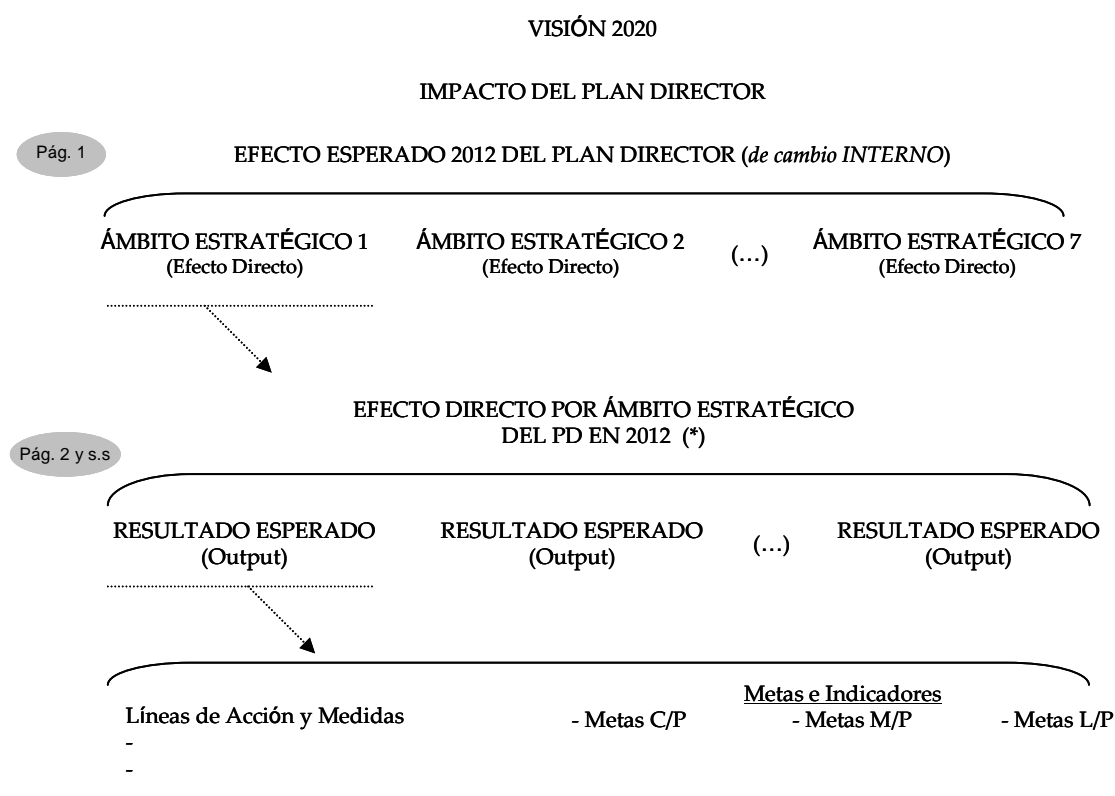 VISIÓN 2020
IMPACTO DEL PLAN DIRECTOR
Pág. 1
EFECTO ESPERADO 2012 DEL PLAN DIRECTOR (de cambio INTERNO)
ÁMBITO ESTRATÉGICO 1
(Efecto Directo)
ÁMBITO ESTRATÉGICO 2
(Efecto Directo)
(…)
ÁMBITO ESTRATÉGICO 7
(Efecto Directo)
EFECTO DIRECTO POR ÁMBITO ESTRATÉGICO
DEL PD EN 2012 (*)
Pág. 2 y s.s
RESULTADO ESPERADO
(Output)
RESULTADO ESPERADO
(Output)
(…)
RESULTADO ESPERADO
(Output)
Líneas de Acción y Medidas
-
-
Metas e Indicadores
- Metas C/P
- Metas M/P
- Metas L/P